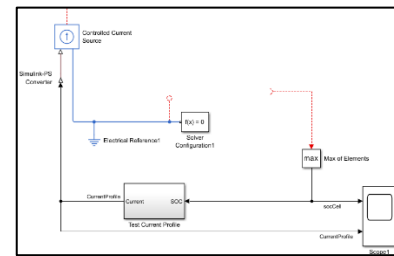 Controlled Current
Source
Simulink-PS
Converter
f(x) = 0
Electrical Reference1
Solver
Configuration1
max
Max of Elements
CurrentProfile
Current
SOC
socCell
Test Current Profile
CurrentProfile
Scope1